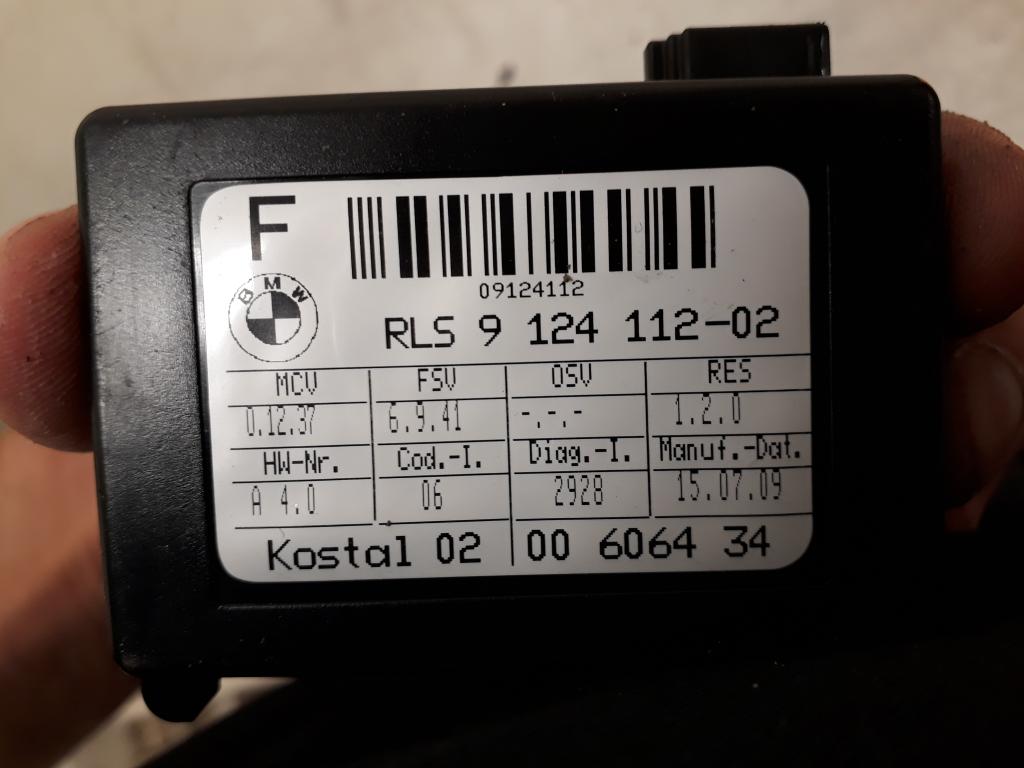 F
09124112
BMW
RLS 9 124 112-02
MCV FSV OSV RES
0.12.37 6.9.41 -.-.- 1.2.0
HW-Nr. Cod.-I. Diag.-I. Manuf.-Dat.
A 4.0 06 2928 15.07.09
Kostal 02 00 6064 34